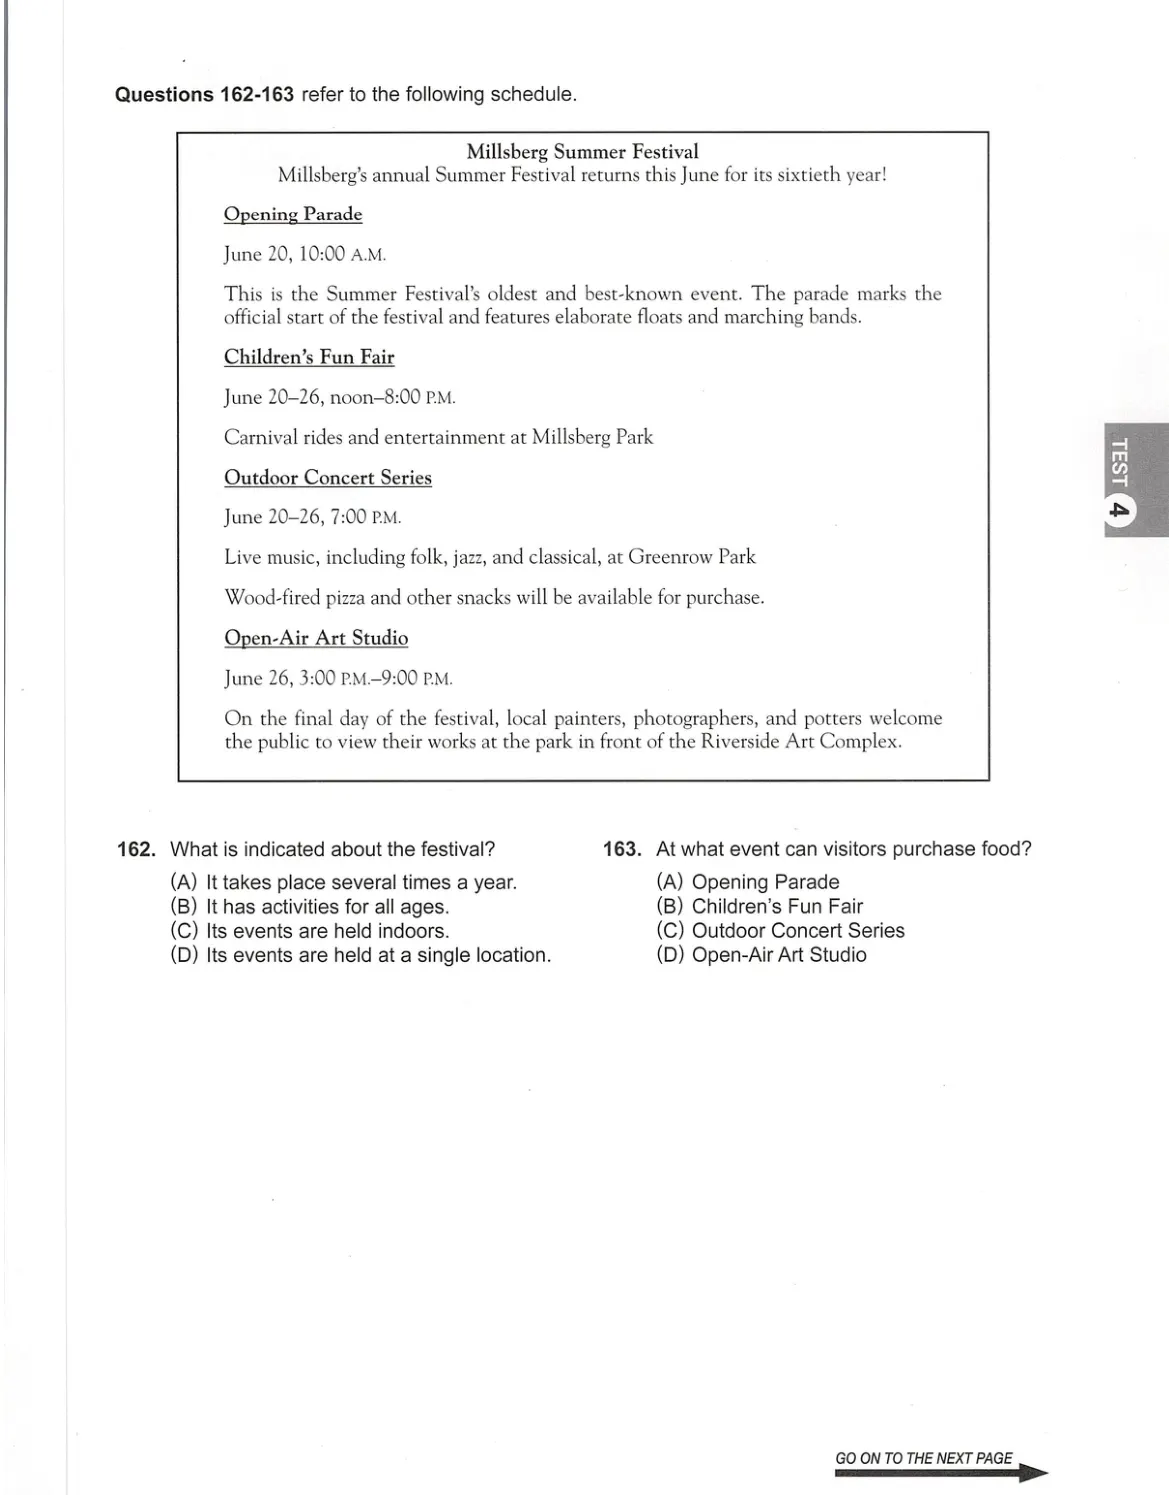 Questions 162-163 refer to the following schedule.
Millsberg Summer Festival
Millsberg's annual Summer Festival returns this June for its sixtieth year!
Opening Parade
June 20, 10:00 A.M.
This is the Summer Festival's oldest and best-known event. The parade marks the
official start of the festival and features elaborate floats and marching bands.
Children's Fun Fair
June 20–26, noon–8:00 P.M.
Carnival rides and entertainment at Millsberg Park
Outdoor Concert Series
June 20–26, 7:00 P.M.
Live music, including folk, jazz, and classical, at Greenrow Park
Wood-fired pizza and other snacks will be available for purchase.
Open-Air Art Studio
June 26, 3:00 P.M.–9:00 P.M.
On the final day of the festival, local painters, photographers, and potters welcome
the public to view their works at the park in front of the Riverside Art Complex.
TEST 4
162. What is indicated about the festival?
(A) It takes place several times a year.
(B) It has activities for all ages.
(C) Its events are held indoors.
(D) Its events are held at a single location.
163. At what event can visitors purchase food?
(A) Opening Parade
(B) Children's Fun Fair
(C) Outdoor Concert Series
(D) Open-Air Art Studio
GO ON TO THE NEXT PAGE